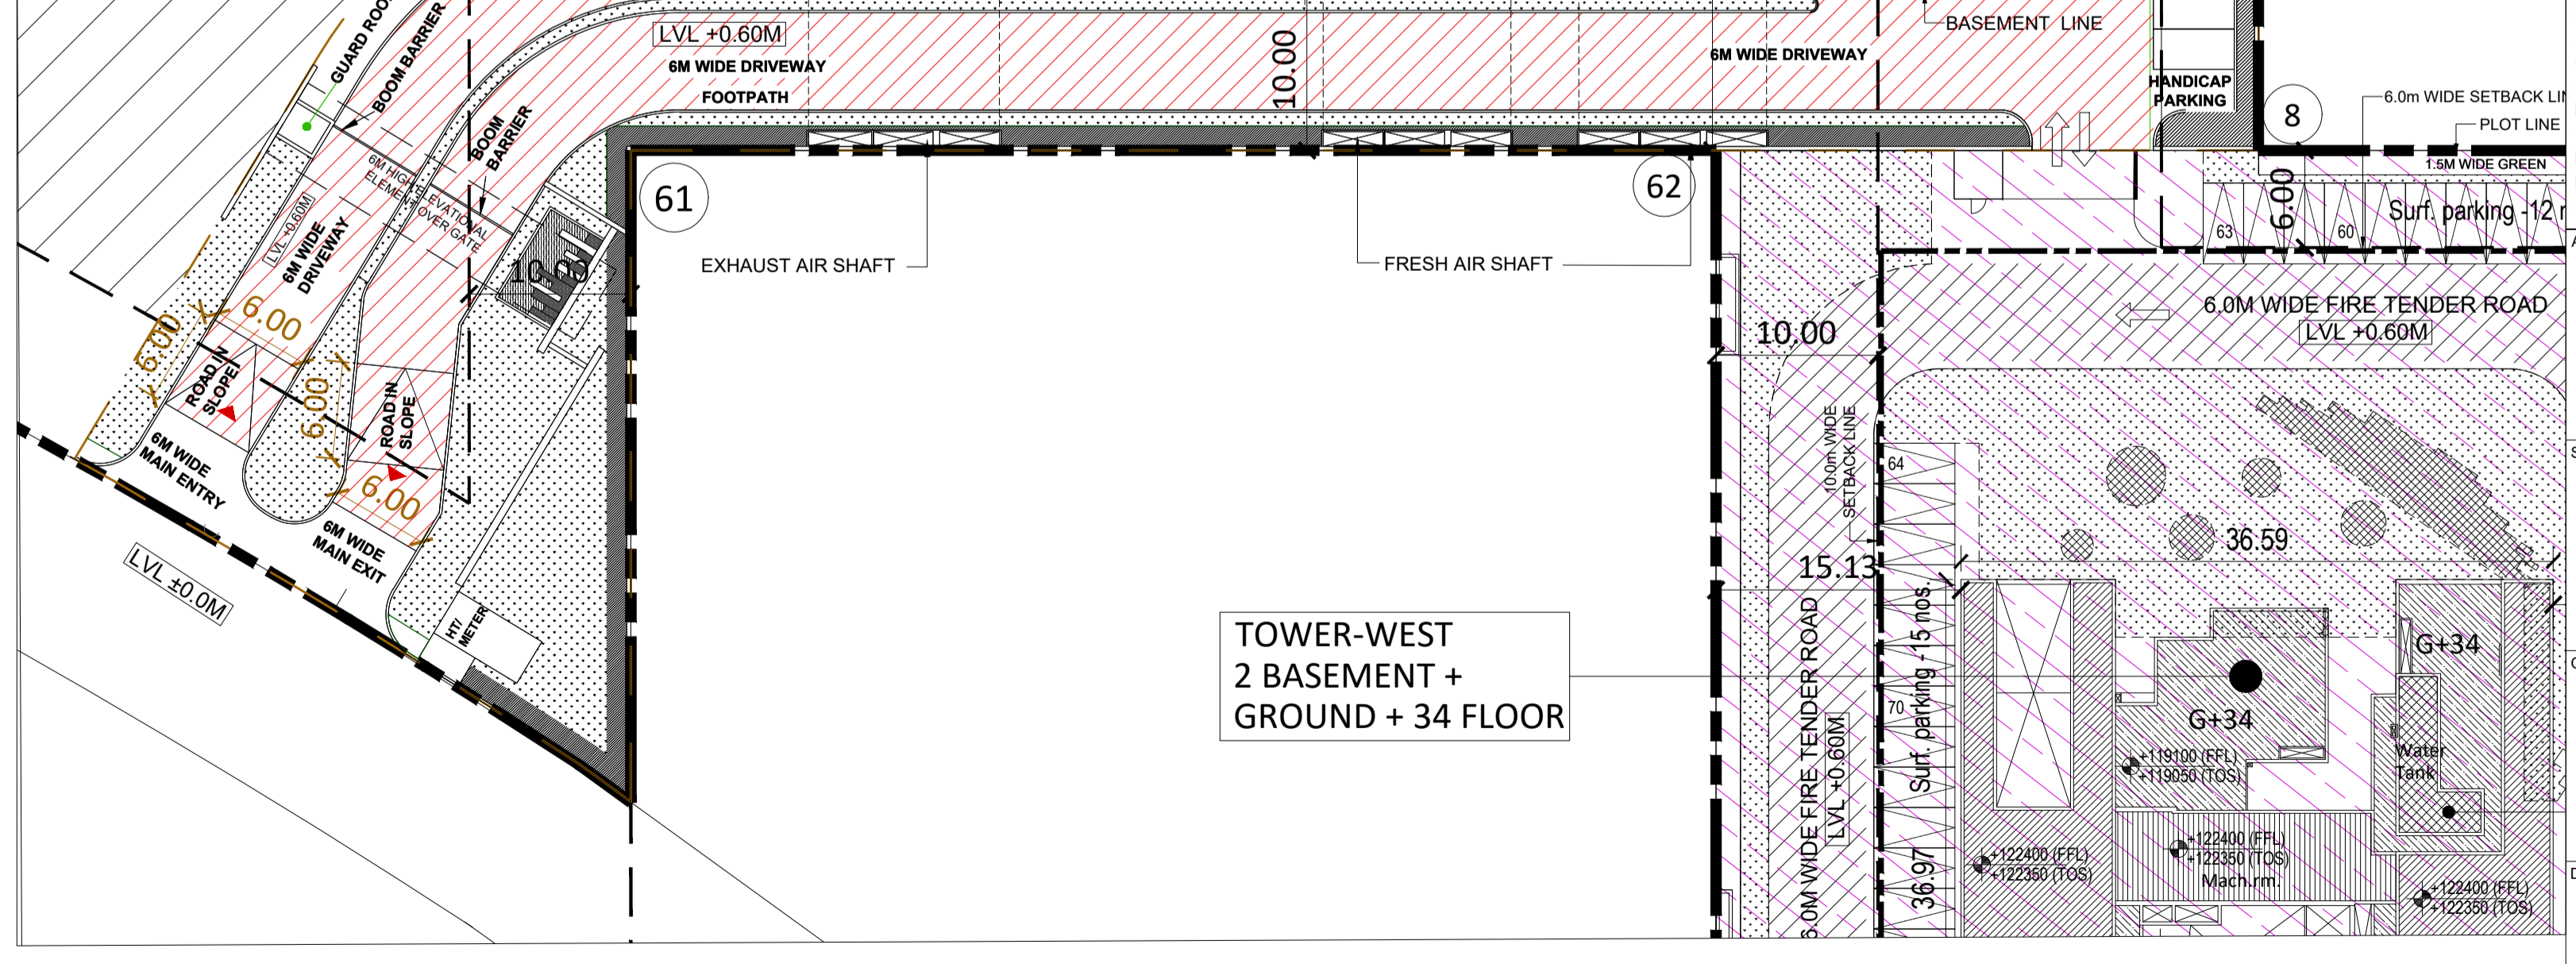 GUARD ROO
BOOM BARRIER
LVL +0.60M
6M WIDE DRIVEWAY
FOOTPATH
10.00
6M WIDE DRIVEWAY
BASEMENT LINE
HANDICAP
PARKING
8
6.0m WIDE SETBACK LIN
PLOT LINE
1.5M WIDE GREEN
BOOM
BARRIER
6M HIGH ELEVATIONAL
ELEMENT OVER GATE
LVL +0.60M
6M WIDE
DRIVEWAY
61
62
EXHAUST AIR SHAFT
FRESH AIR SHAFT
10.00
6.00
Surf. parking -12 n
63
60
6.0M WIDE FIRE TENDER ROAD
LVL +0.60M
10.00
6.00
6.00
6.00
6.00
ROAD IN
SLOPE
ROAD IN
SLOPE
6M WIDE
MAIN ENTRY
6M WIDE
MAIN EXIT
LVL ±0.0M
HT/
METER
10.0m WIDE
SETBACK LINE
64
15.13
36.59
TOWER-WEST
2 BASEMENT +
GROUND + 34 FLOOR
6.0M WIDE FIRE TENDER ROAD
LVL +0.60M
Surf. parking -15 nos.
70
36.97
G+34
G+34
Water
Tank
+119100 (FFL)
+119050 (TOS)
+122400 (FFL)
+122350 (TOS)
+122400 (FFL)
+122350 (TOS)
Mach.rm.
+122400 (FFL)
+122350 (TOS)